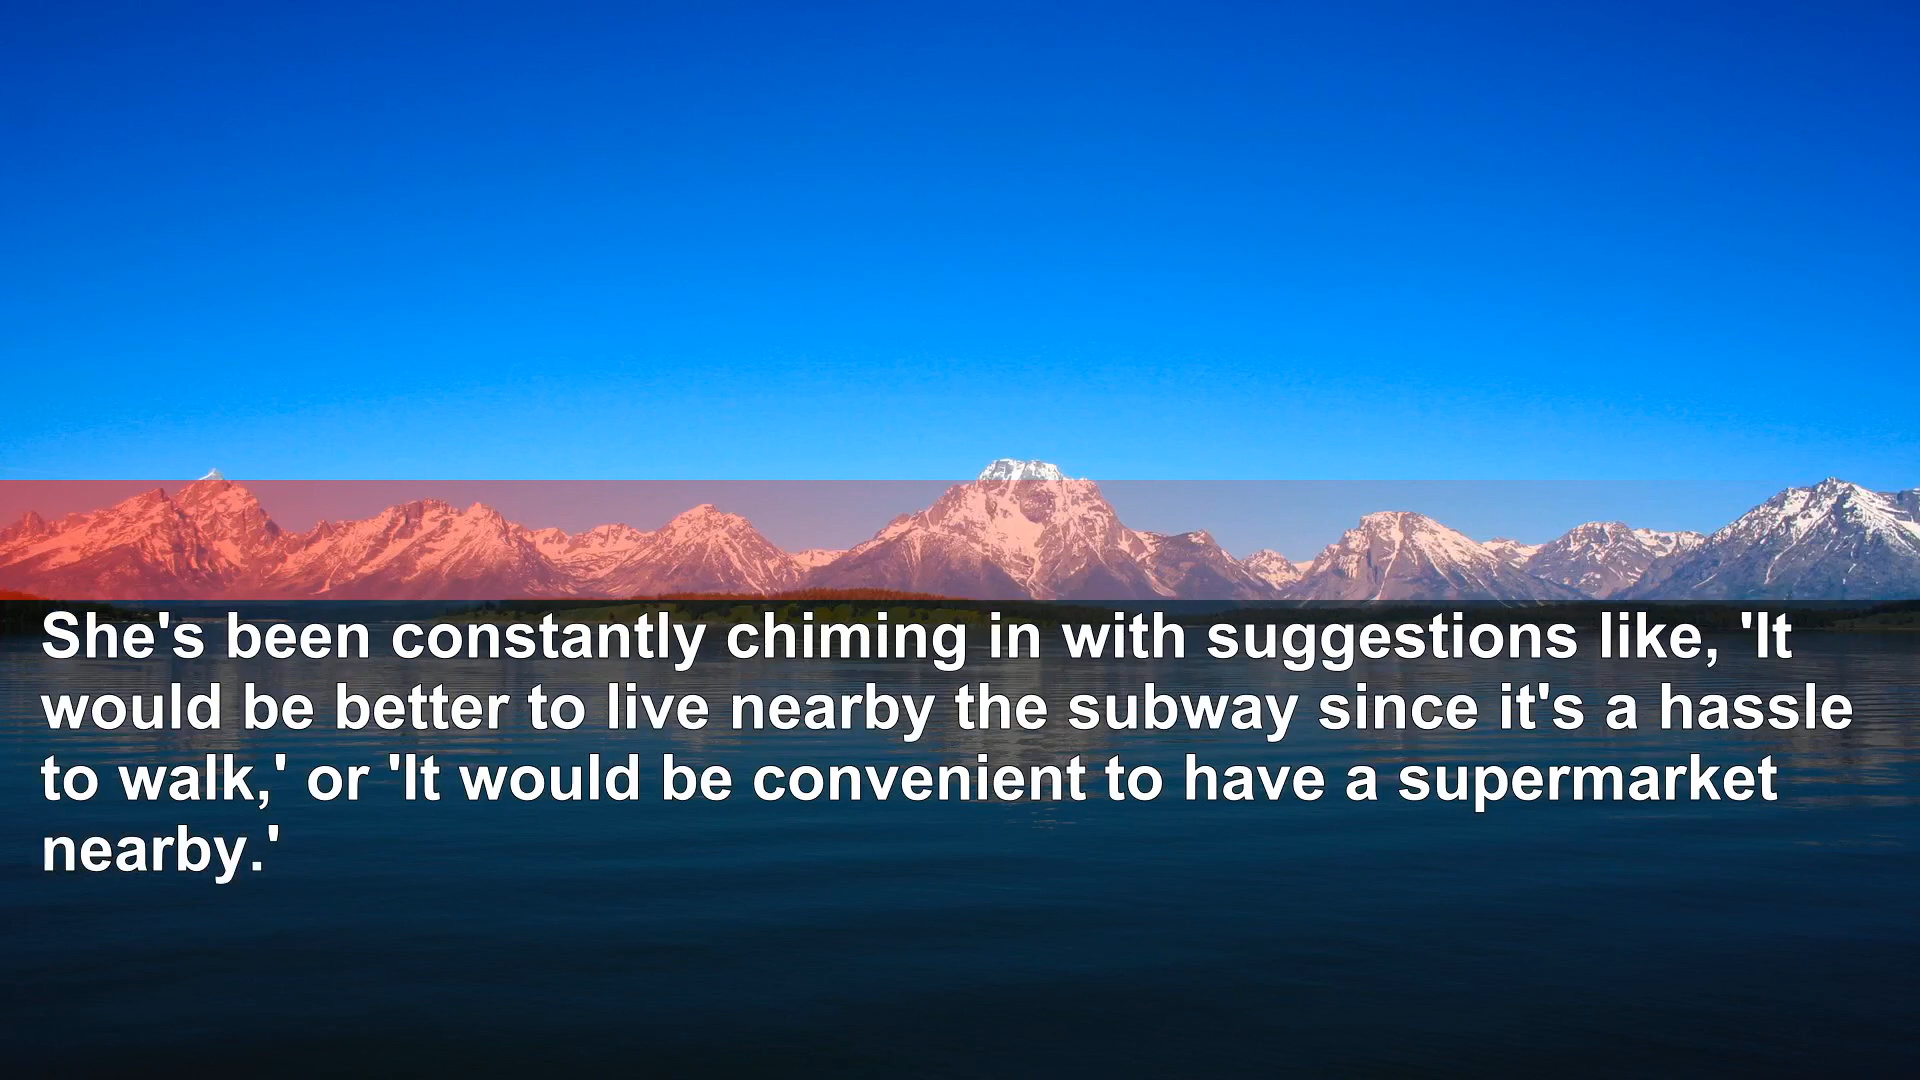 She's been constantly chiming in with suggestions like, 'It
would be better to live nearby the subway since it's a hassle
to walk,' or 'It would be convenient to have a supermarket
nearby.'